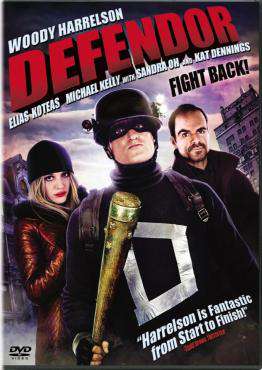 WOODY HARRELSON
DEFENDOR
ELIAS KOTEAS MICHAEL KELLY WITH SANDRA OH AND KAT DENNINGS
FIGHT BACK!
"Harrelson is Fantastic
from Start to Finish!"
DVD
VIDEO